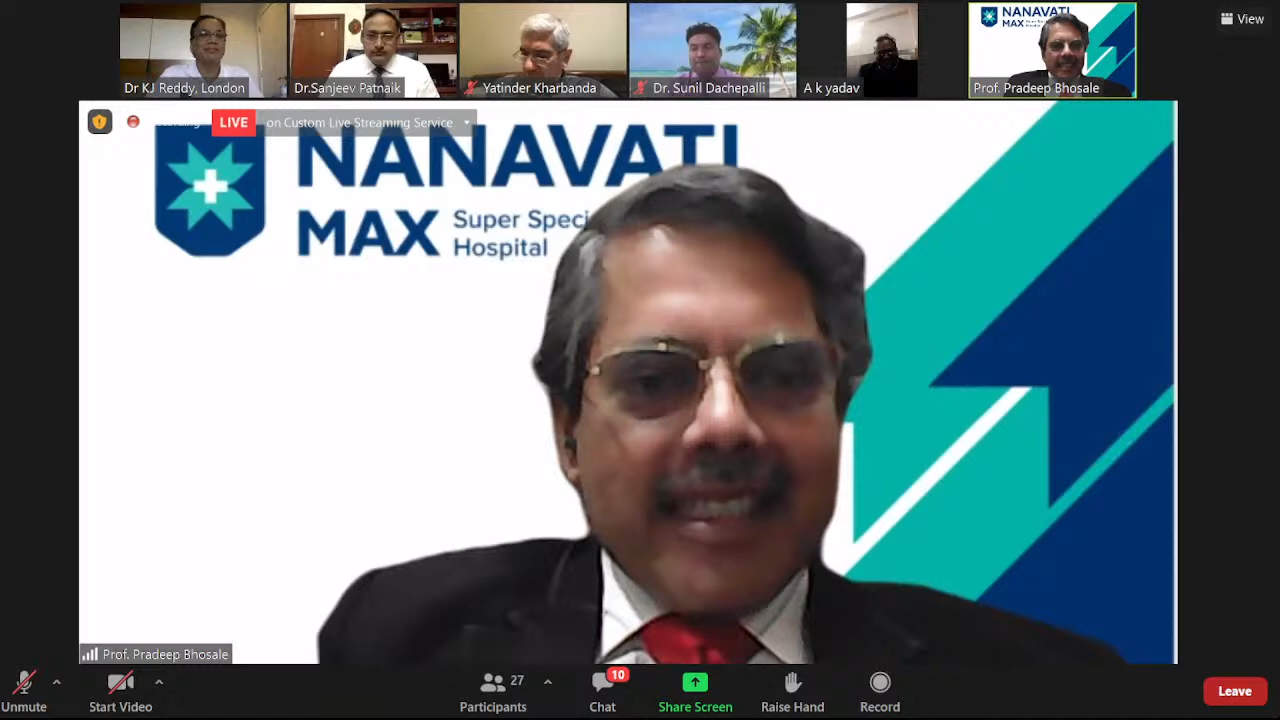 Dr KJ Reddy, London
Dr.Sanjeev Patnaik
Yatinder Kharbanda
Dr. Sunil Dachepalli
A k yadav
NANAVATI
MAX
Prof. Pradeep Bhosale
View
LIVE on Custom Live Streaming Service
NANAVATI
MAX Super Speci
Hospital
Prof. Pradeep Bhosale
Unmute
Start Video
27
Participants
10
Chat
Share Screen
Raise Hand
Record
Leave